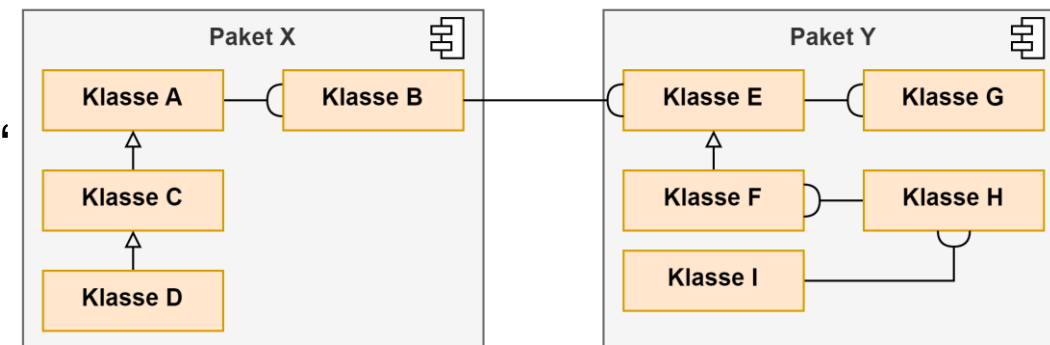 Paket X
Paket Y
Klasse A
Klasse B
Klasse E
Klasse G
“
Klasse C
Klasse F
Klasse H
Klasse D
Klasse I